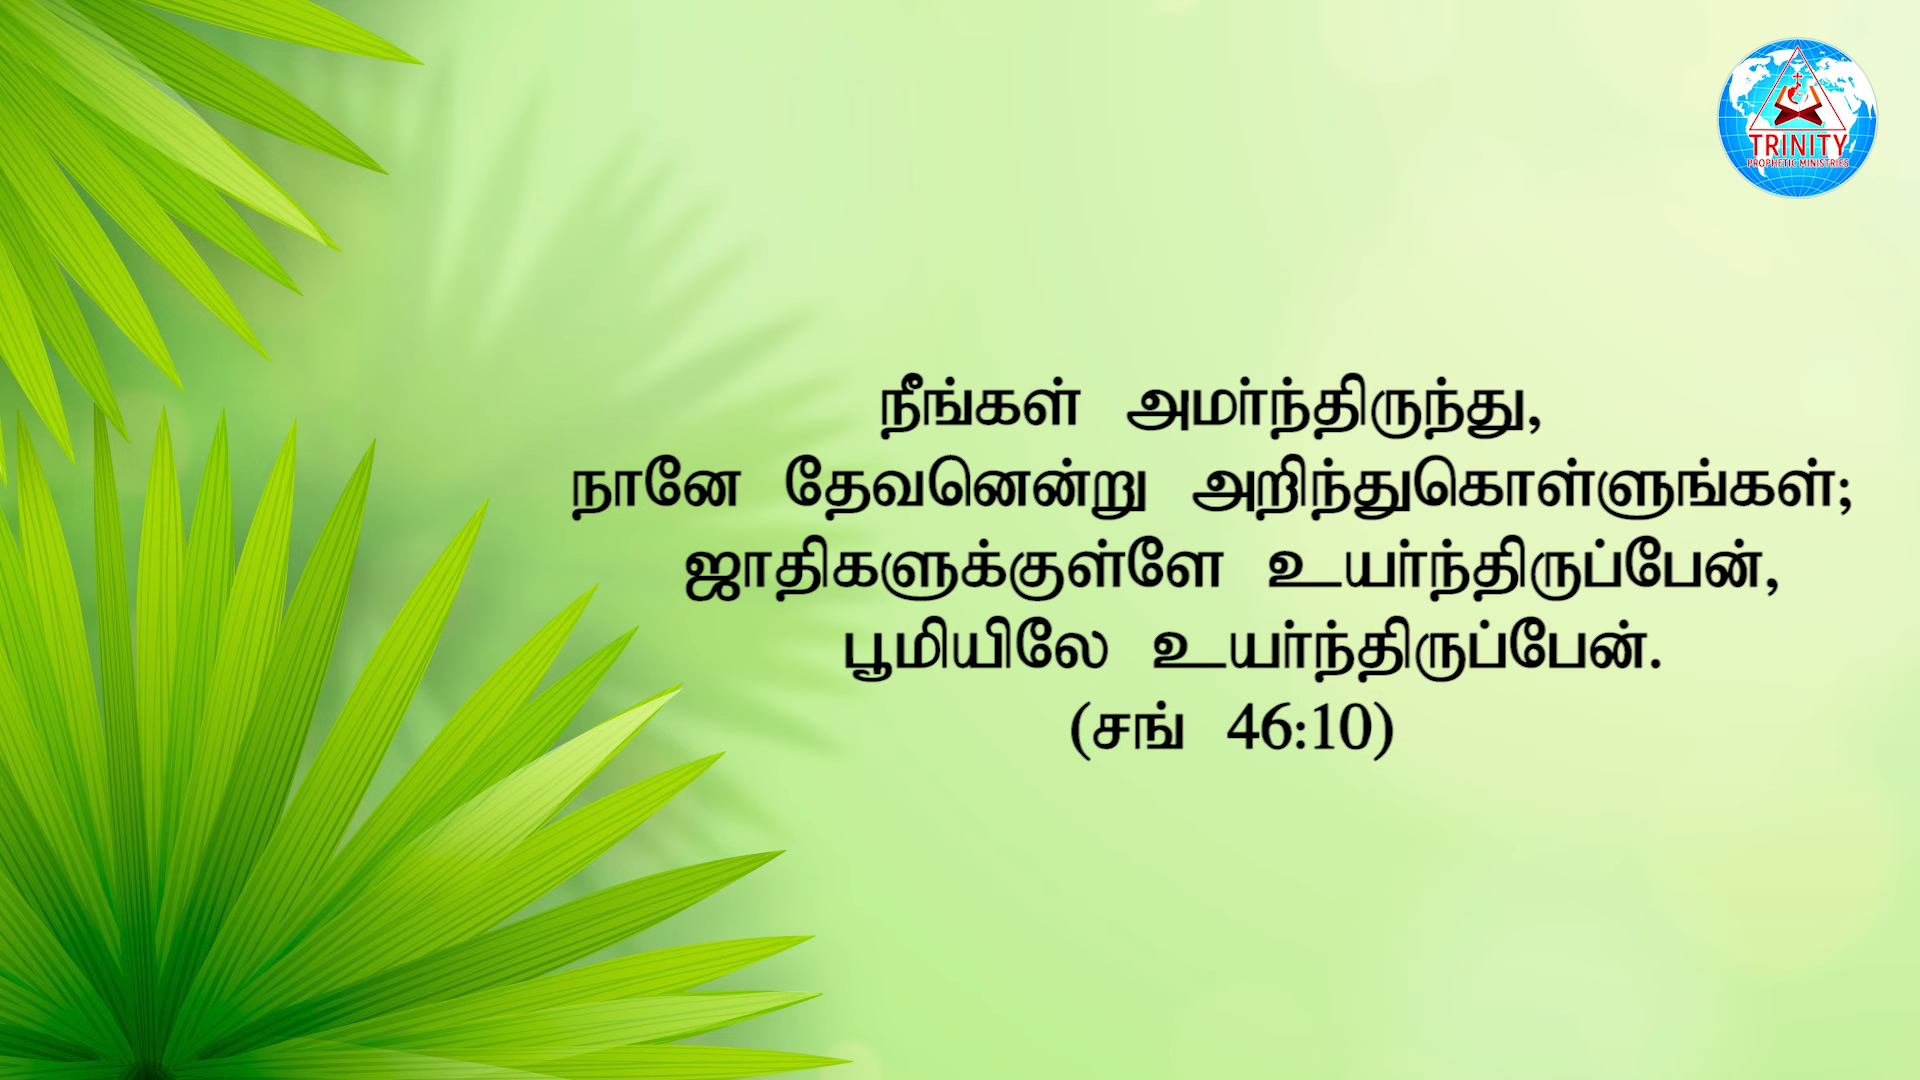 TRINITY
PROPHETIC MINISTRIES
நீங்கள் அமர்ந்திருந்து,
நானே தேவனென்று அறிந்துகொள்ளுங்கள்;
ஜாதிகளுக்குள்ளே உயர்ந்திருப்பேன்,
பூமியிலே உயர்ந்திருப்பேன்.
(சங் 46:10)